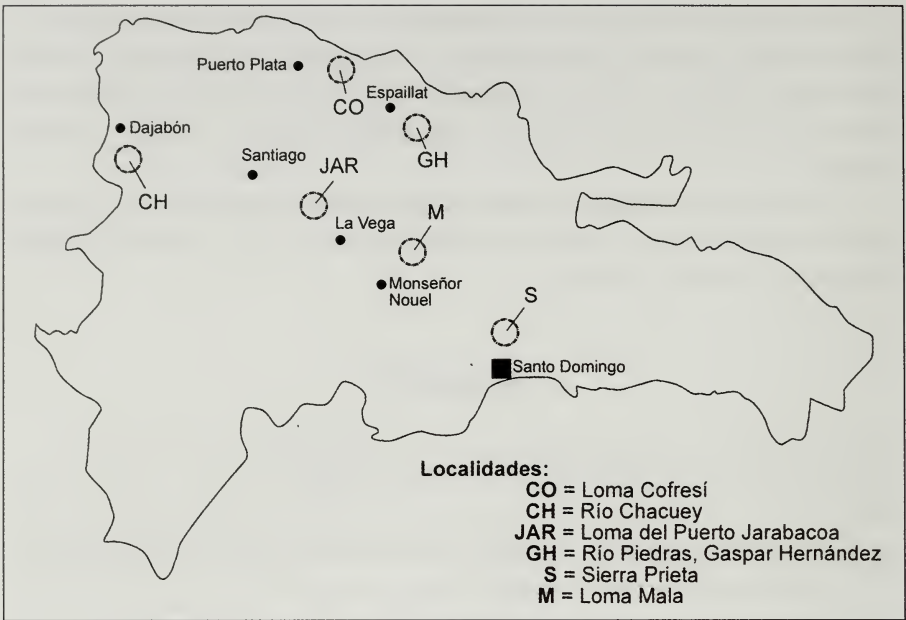 Puerto Plata
CO
Espaillat
GH
Dajabón
CH
Santiago
JAR
La Vega
M
Monseñor
Nouel
S
Santo Domingo
Localidades:
CO = Loma Cofresí
CH = Río Chacuey
JAR = Loma del Puerto Jarabacoa
GH = Río Piedras, Gaspar Hernández
S = Sierra Prieta
M = Loma Mala